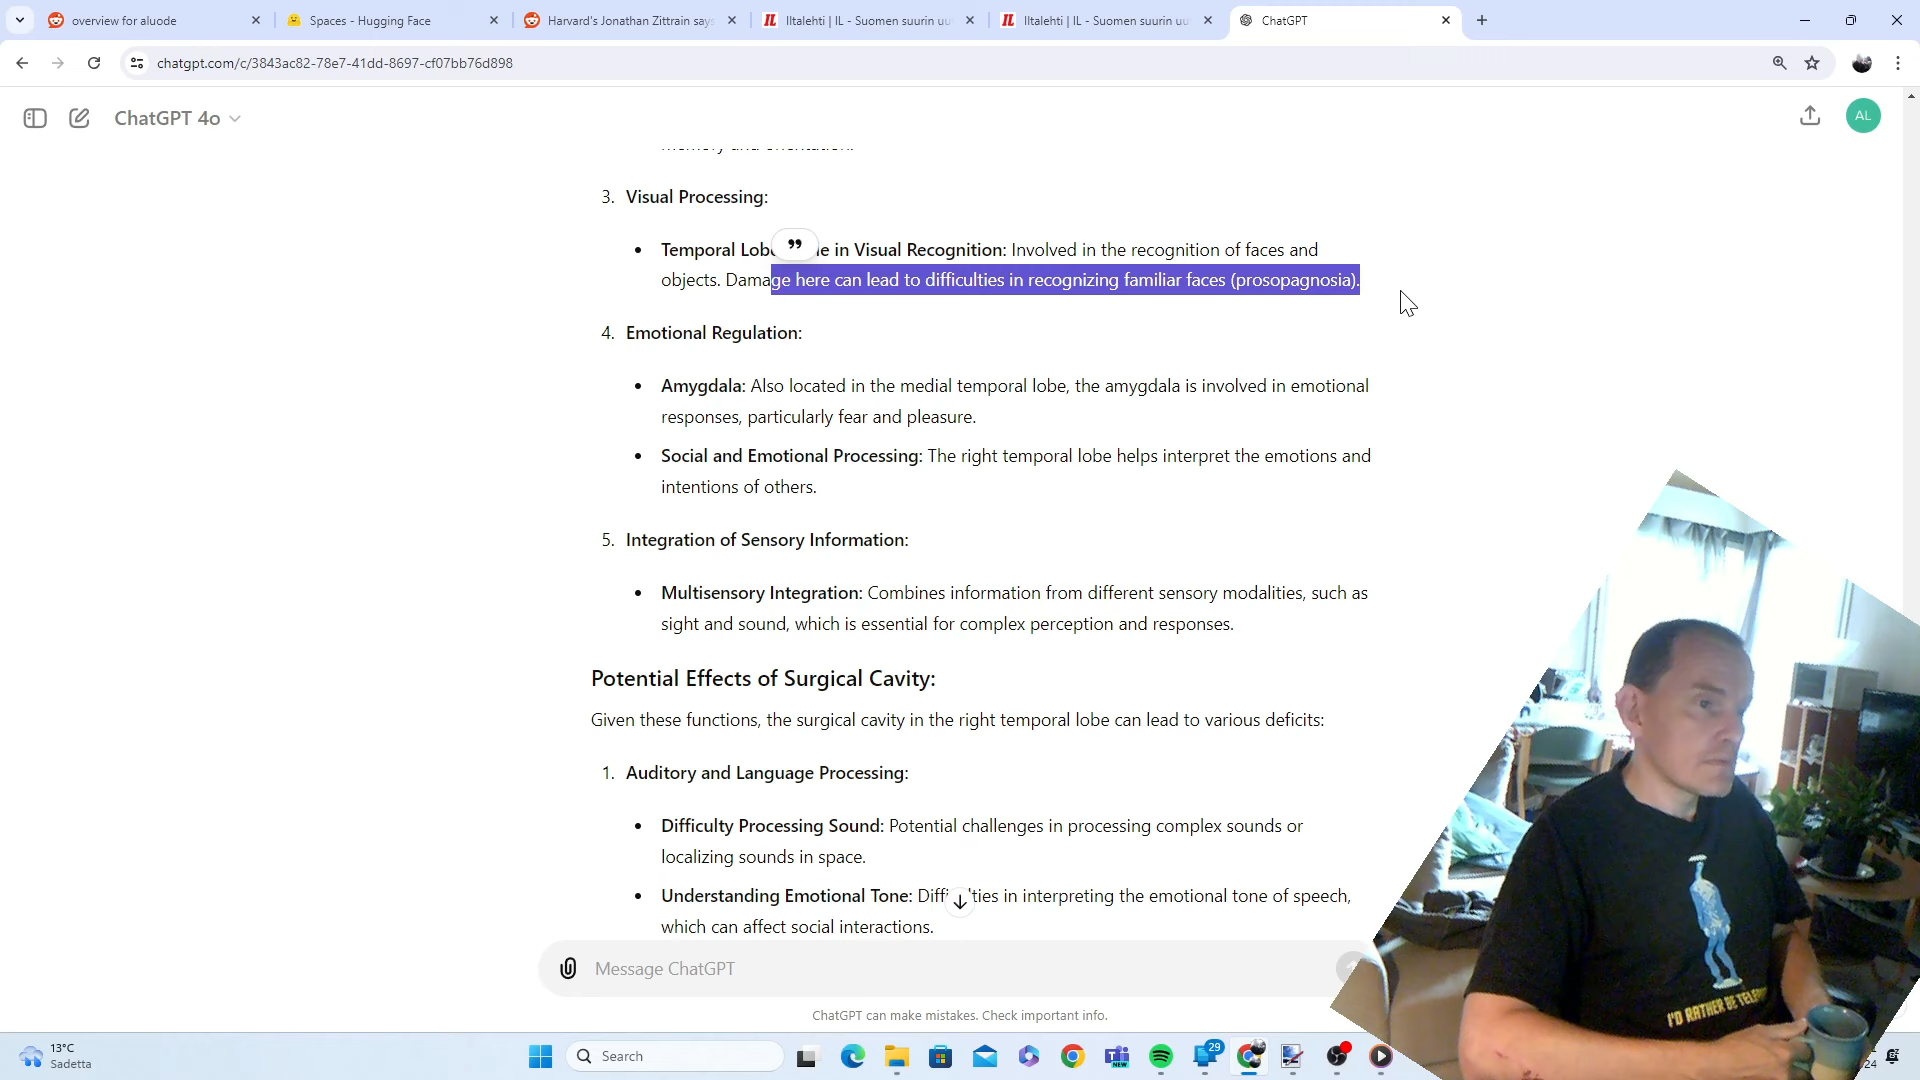 overview for aluode
Spaces - Hugging Face
Harvard's Jonathan Zittrain says
Iltalehti | IL - Suomen suurin uu
Iltalehti | IL - Suomen suurin uu
ChatGPT
chatgpt.com/c/3843ac82-78e7-41dd-8697-cf07bb76d898
ChatGPT 4o
AL
3. Visual Processing:
Temporal Lob e in Visual Recognition: Involved in the recognition of faces and
objects. Damage here can lead to difficulties in recognizing familiar faces (prosopagnosia).
4. Emotional Regulation:
Amygdala: Also located in the medial temporal lobe, the amygdala is involved in emotional
responses, particularly fear and pleasure.
Social and Emotional Processing: The right temporal lobe helps interpret the emotions and
intentions of others.
5. Integration of Sensory Information:
Multisensory Integration: Combines information from different sensory modalities, such as
sight and sound, which is essential for complex perception and responses.
Potential Effects of Surgical Cavity:
Given these functions, the surgical cavity in the right temporal lobe can lead to various deficits:
1. Auditory and Language Processing:
Difficulty Processing Sound: Potential challenges in processing complex sounds or
localizing sounds in space.
Understanding Emotional Tone: Difficulties in interpreting the emotional tone of speech,
which can affect social interactions.
Message ChatGPT
ChatGPT can make mistakes. Check important info.
I'D RATHER BE
13°C
Sadetta
Search
NEW
29
24